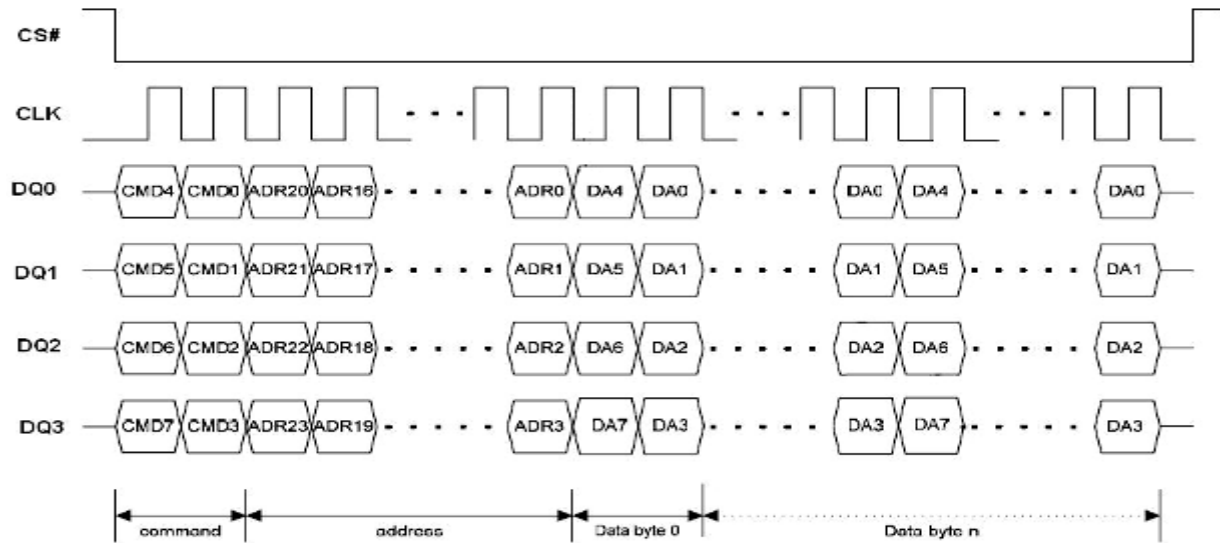 CS#
CLK
DQ0 CMD4 CMD0 ADR20 ADR16 ADR0 DA4 DA0 DA0 DA4 DA0
DQ1 CMD5 CMD1 ADR21 ADR17 ADR1 DA5 DA1 DA1 DA5 DA1
DQ2 CMD6 CMD2 ADR22 ADR18 ADR2 DA6 DA2 DA2 DA6 DA2
DQ3 CMD7 CMD3 ADR23 ADR19 ADR3 DA7 DA3 DA3 DA7 DA3
command address Data byte 0 Data byte n